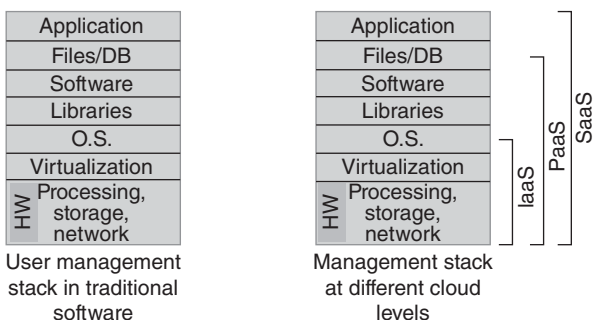 Application
Files/DB
Software
Libraries
O.S.
Virtualization
HW
Processing,
storage,
network
User management
stack in traditional
software
Application
Files/DB
Software
Libraries
O.S.
Virtualization
HW
Processing,
storage,
network
IaaS
PaaS
SaaS
Management stack
at different cloud
levels